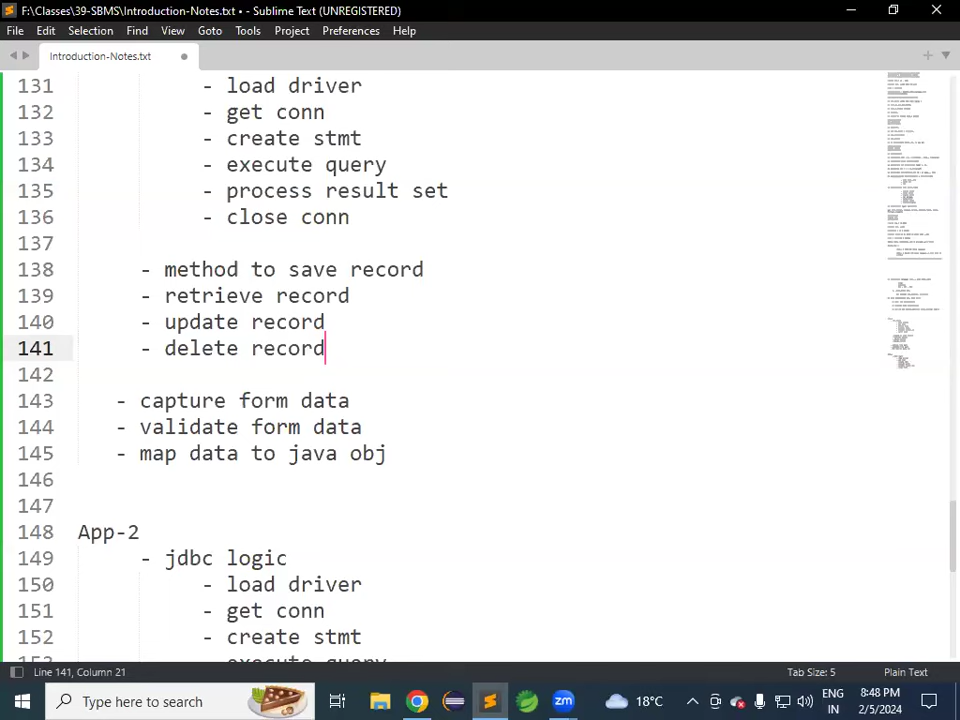 F:\Classes\39-SBMS\Introduction-Notes.txt • - Sublime Text (UNREGISTERED)
File Edit Selection Find View Goto Tools Project Preferences Help
Introduction-Notes.txt
131 - load driver
132 - get conn
133 - create stmt
134 - execute query
135 - process result set
136 - close conn
137
138 - method to save record
139 - retrieve record
140 - update record
141 - delete record
142
143 - capture form data
144 - validate form data
145 - map data to java obj
146
147
148 App-2
149 - jdbc logic
150 - load driver
151 - get conn
152 - create stmt
153 - execute query
Line 141, Column 21 Tab Size: 5 Plain Text
Type here to search zm 18°C ENG IN 8:48 PM 2/5/2024